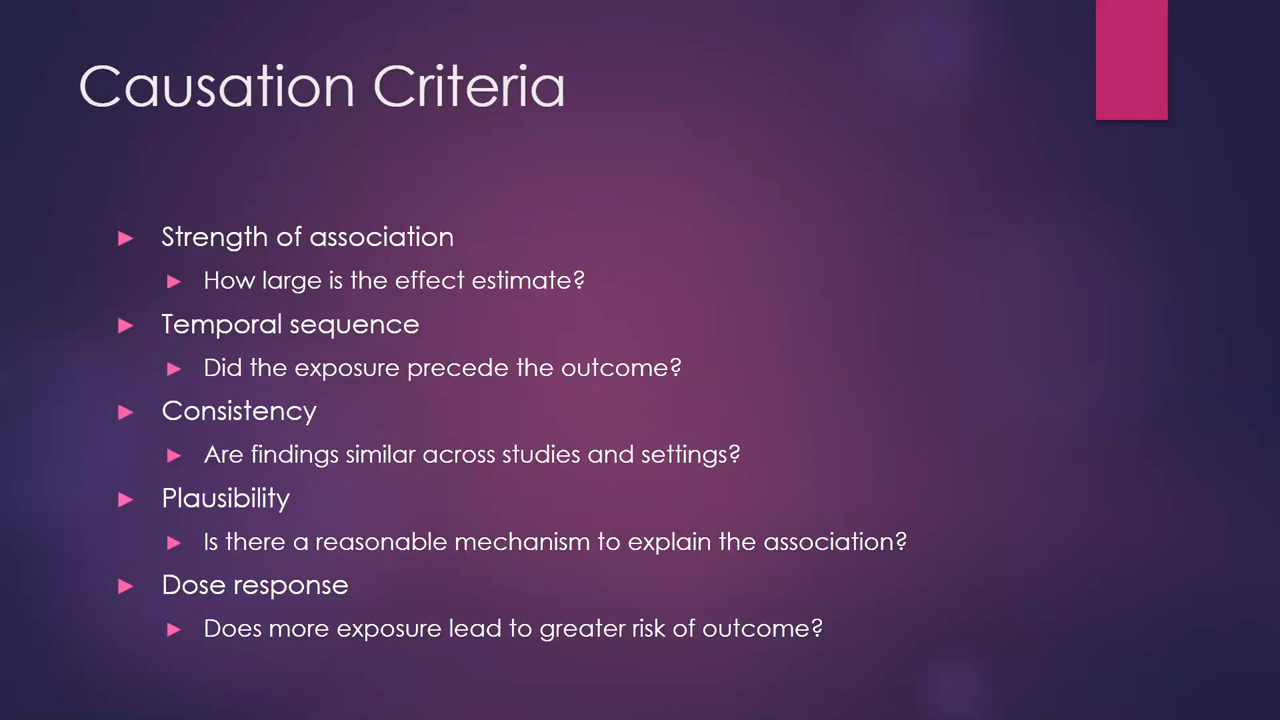 Causation Criteria
Strength of association
How large is the effect estimate?
Temporal sequence
Did the exposure precede the outcome?
Consistency
Are findings similar across studies and settings?
Plausibility
Is there a reasonable mechanism to explain the association?
Dose response
Does more exposure lead to greater risk of outcome?